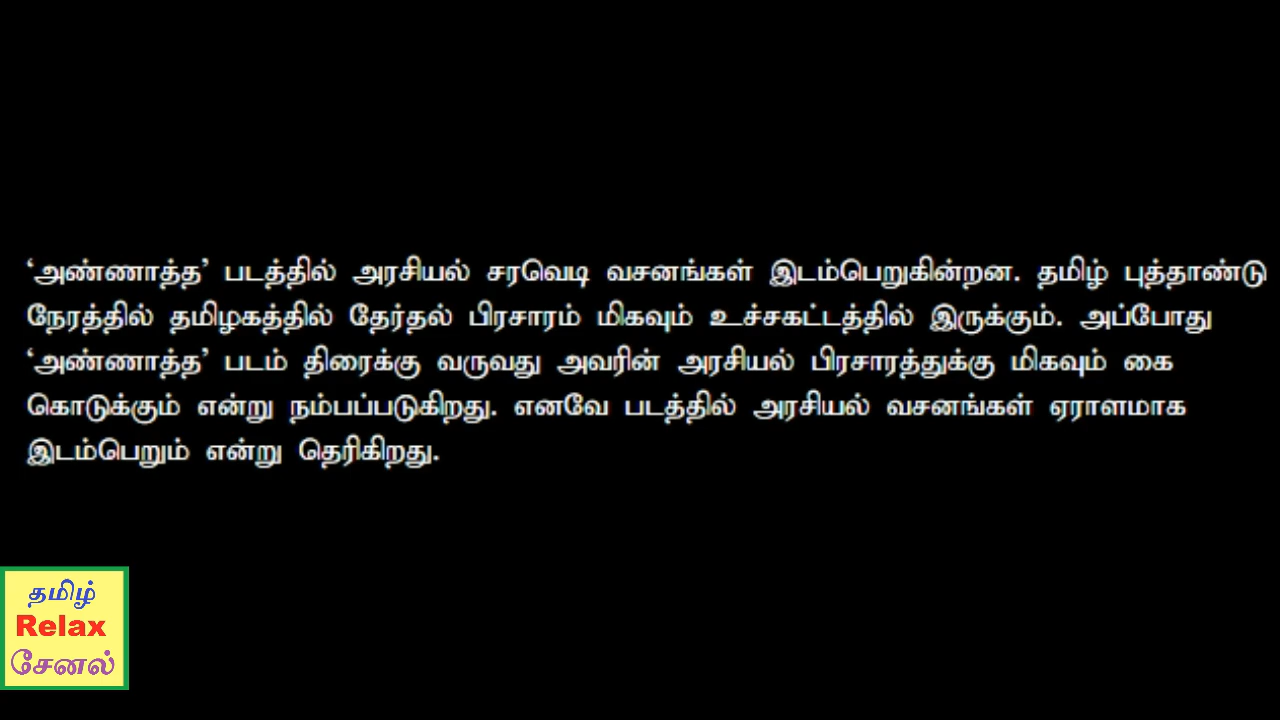 ‘அண்ணாத்த’ படத்தில் அரசியல் சரவெடி வசனங்கள் இடம்பெறுகின்றன. தமிழ் புத்தாண்டு
நேரத்தில் தமிழகத்தில் தேர்தல் பிரசாரம் மிகவும் உச்சகட்டத்தில் இருக்கும். அப்போது
‘அண்ணாத்த’ படம் திரைக்கு வருவது அவரின் அரசியல் பிரசாரத்துக்கு மிகவும் கை
கொடுக்கும் என்று நம்பப்படுகிறது. எனவே படத்தில் அரசியல் வசனங்கள் ஏராளமாக
இடம்பெறும் என்று தெரிகிறது.
தமிழ்
Relax
சேனல்